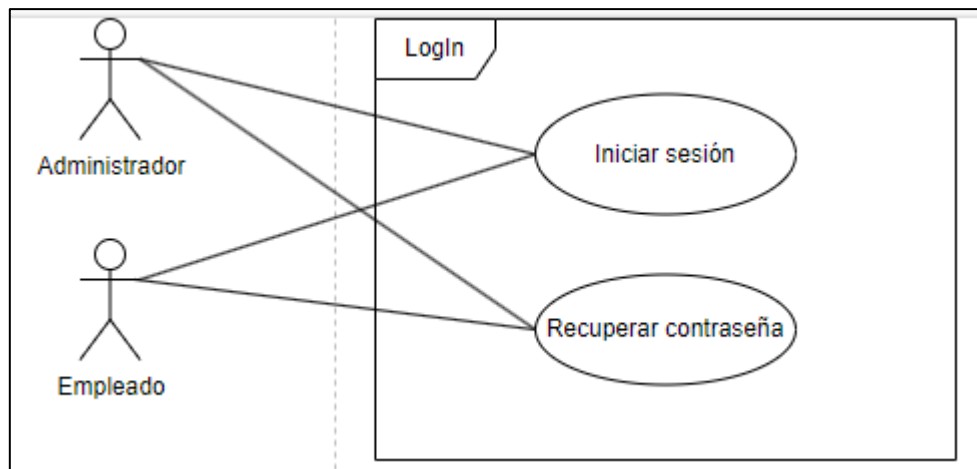 LogIn
Iniciar sesión
Administrador
Recuperar contraseña
Empleado